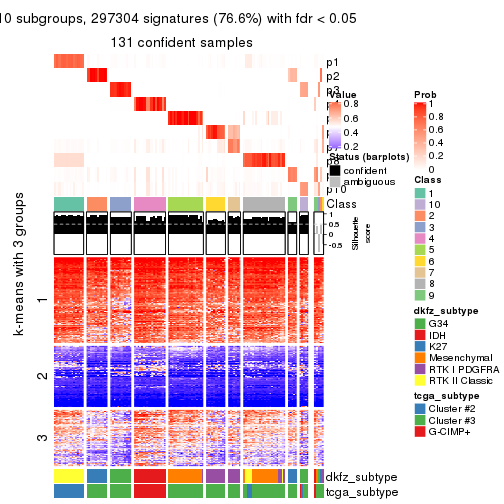 10 subgroups, 297304 signatures (76.6%) with fdr < 0.05
131 confident samples
p1
p2
p3
p10
Class
1
0.5
0
-0.5
Silhouette
score
k-means with 3 groups
1
2
3
dkfz_subtype
tcga_subtype
Value
0.8
0.6
0.4
0.2
Status (barplots)
confident
ambiguous
Prob
1
0.8
0.6
0.4
0.2
0
Class
1
10
2
3
4
5
6
7
8
9
dkfz_subtype
G34
IDH
K27
Mesenchymal
RTK I PDGFRA
RTK II Classic
tcga_subtype
Cluster #2
Cluster #3
G-CIMP+